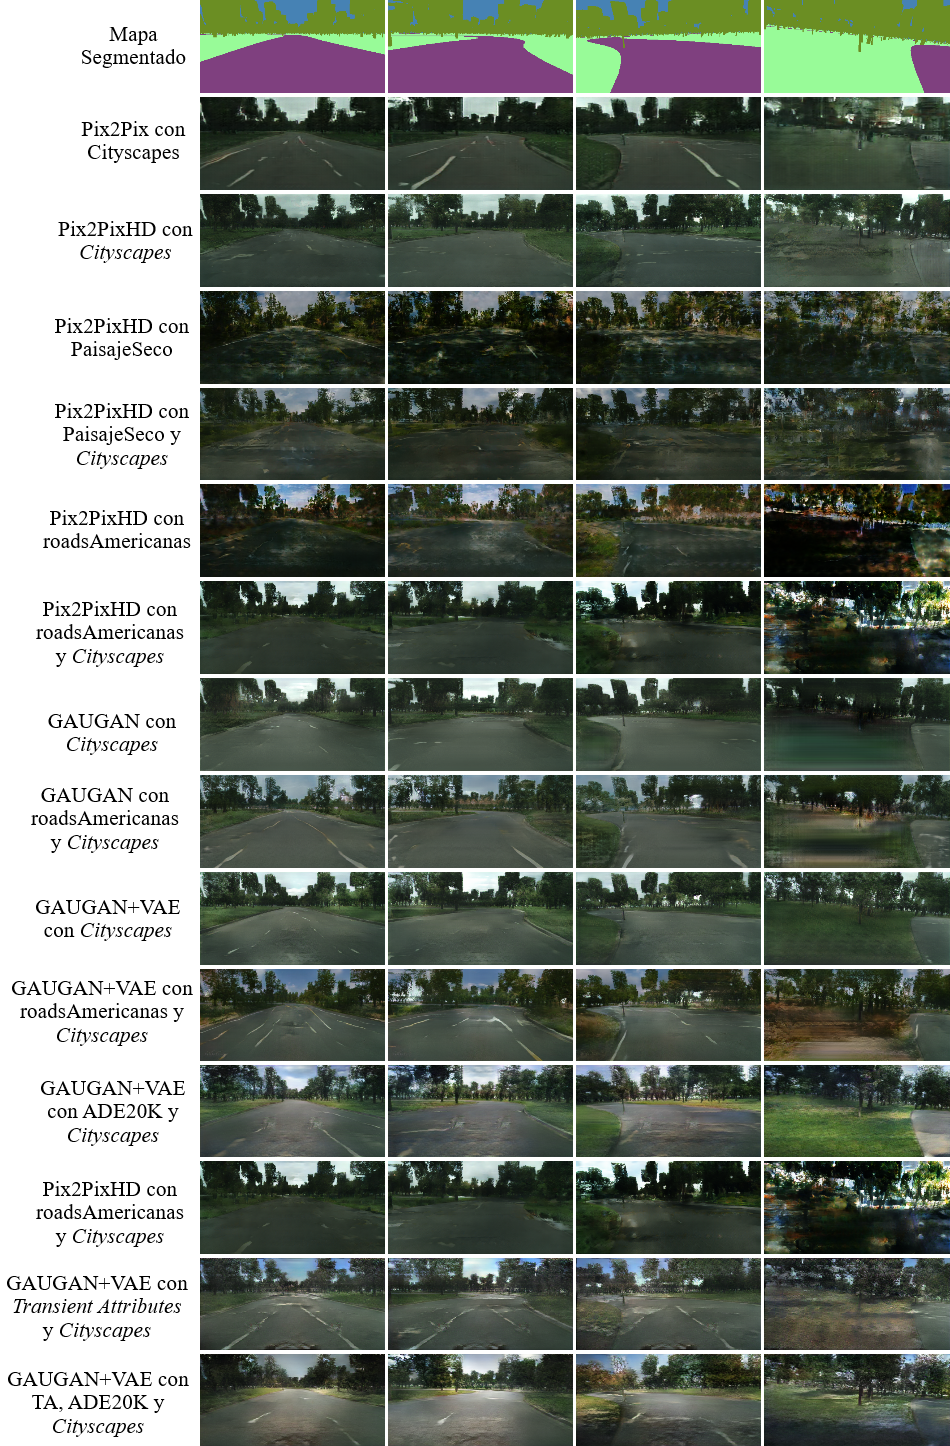 Mapa
Segmentado
Pix2Pix con
Cityscapes
Pix2PixHD con
Cityscapes
Pix2PixHD con
PaisajeSeco
Pix2PixHD con
PaisajeSeco y
Cityscapes
Pix2PixHD con
roadsAmericanas
Pix2PixHD con
roadsAmericanas
y Cityscapes
GAUGAN con
Cityscapes
GAUGAN con
roadsAmericanas
y Cityscapes
GAUGAN+VAE
con Cityscapes
GAUGAN+VAE con
roadsAmericanas y
Cityscapes
GAUGAN+VAE
con ADE20K y
Cityscapes
Pix2PixHD con
roadsAmericanas
y Cityscapes
GAUGAN+VAE con
Transient Attributes
y Cityscapes
GAUGAN+VAE con
TA, ADE20K y
Cityscapes